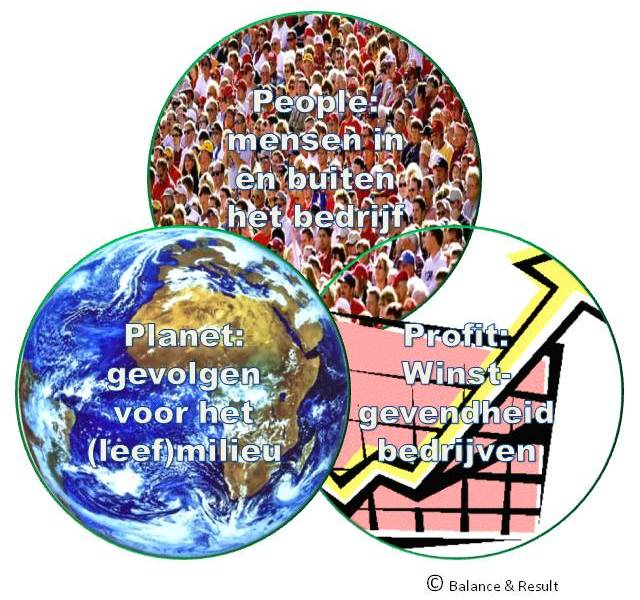 People:
mensen in
en buiten
het bedrijf
Planet:
gevolgen
voor het
(leef)milieu
Profit:
Winst-
gevendheid
bedrijven
© Balance & Result